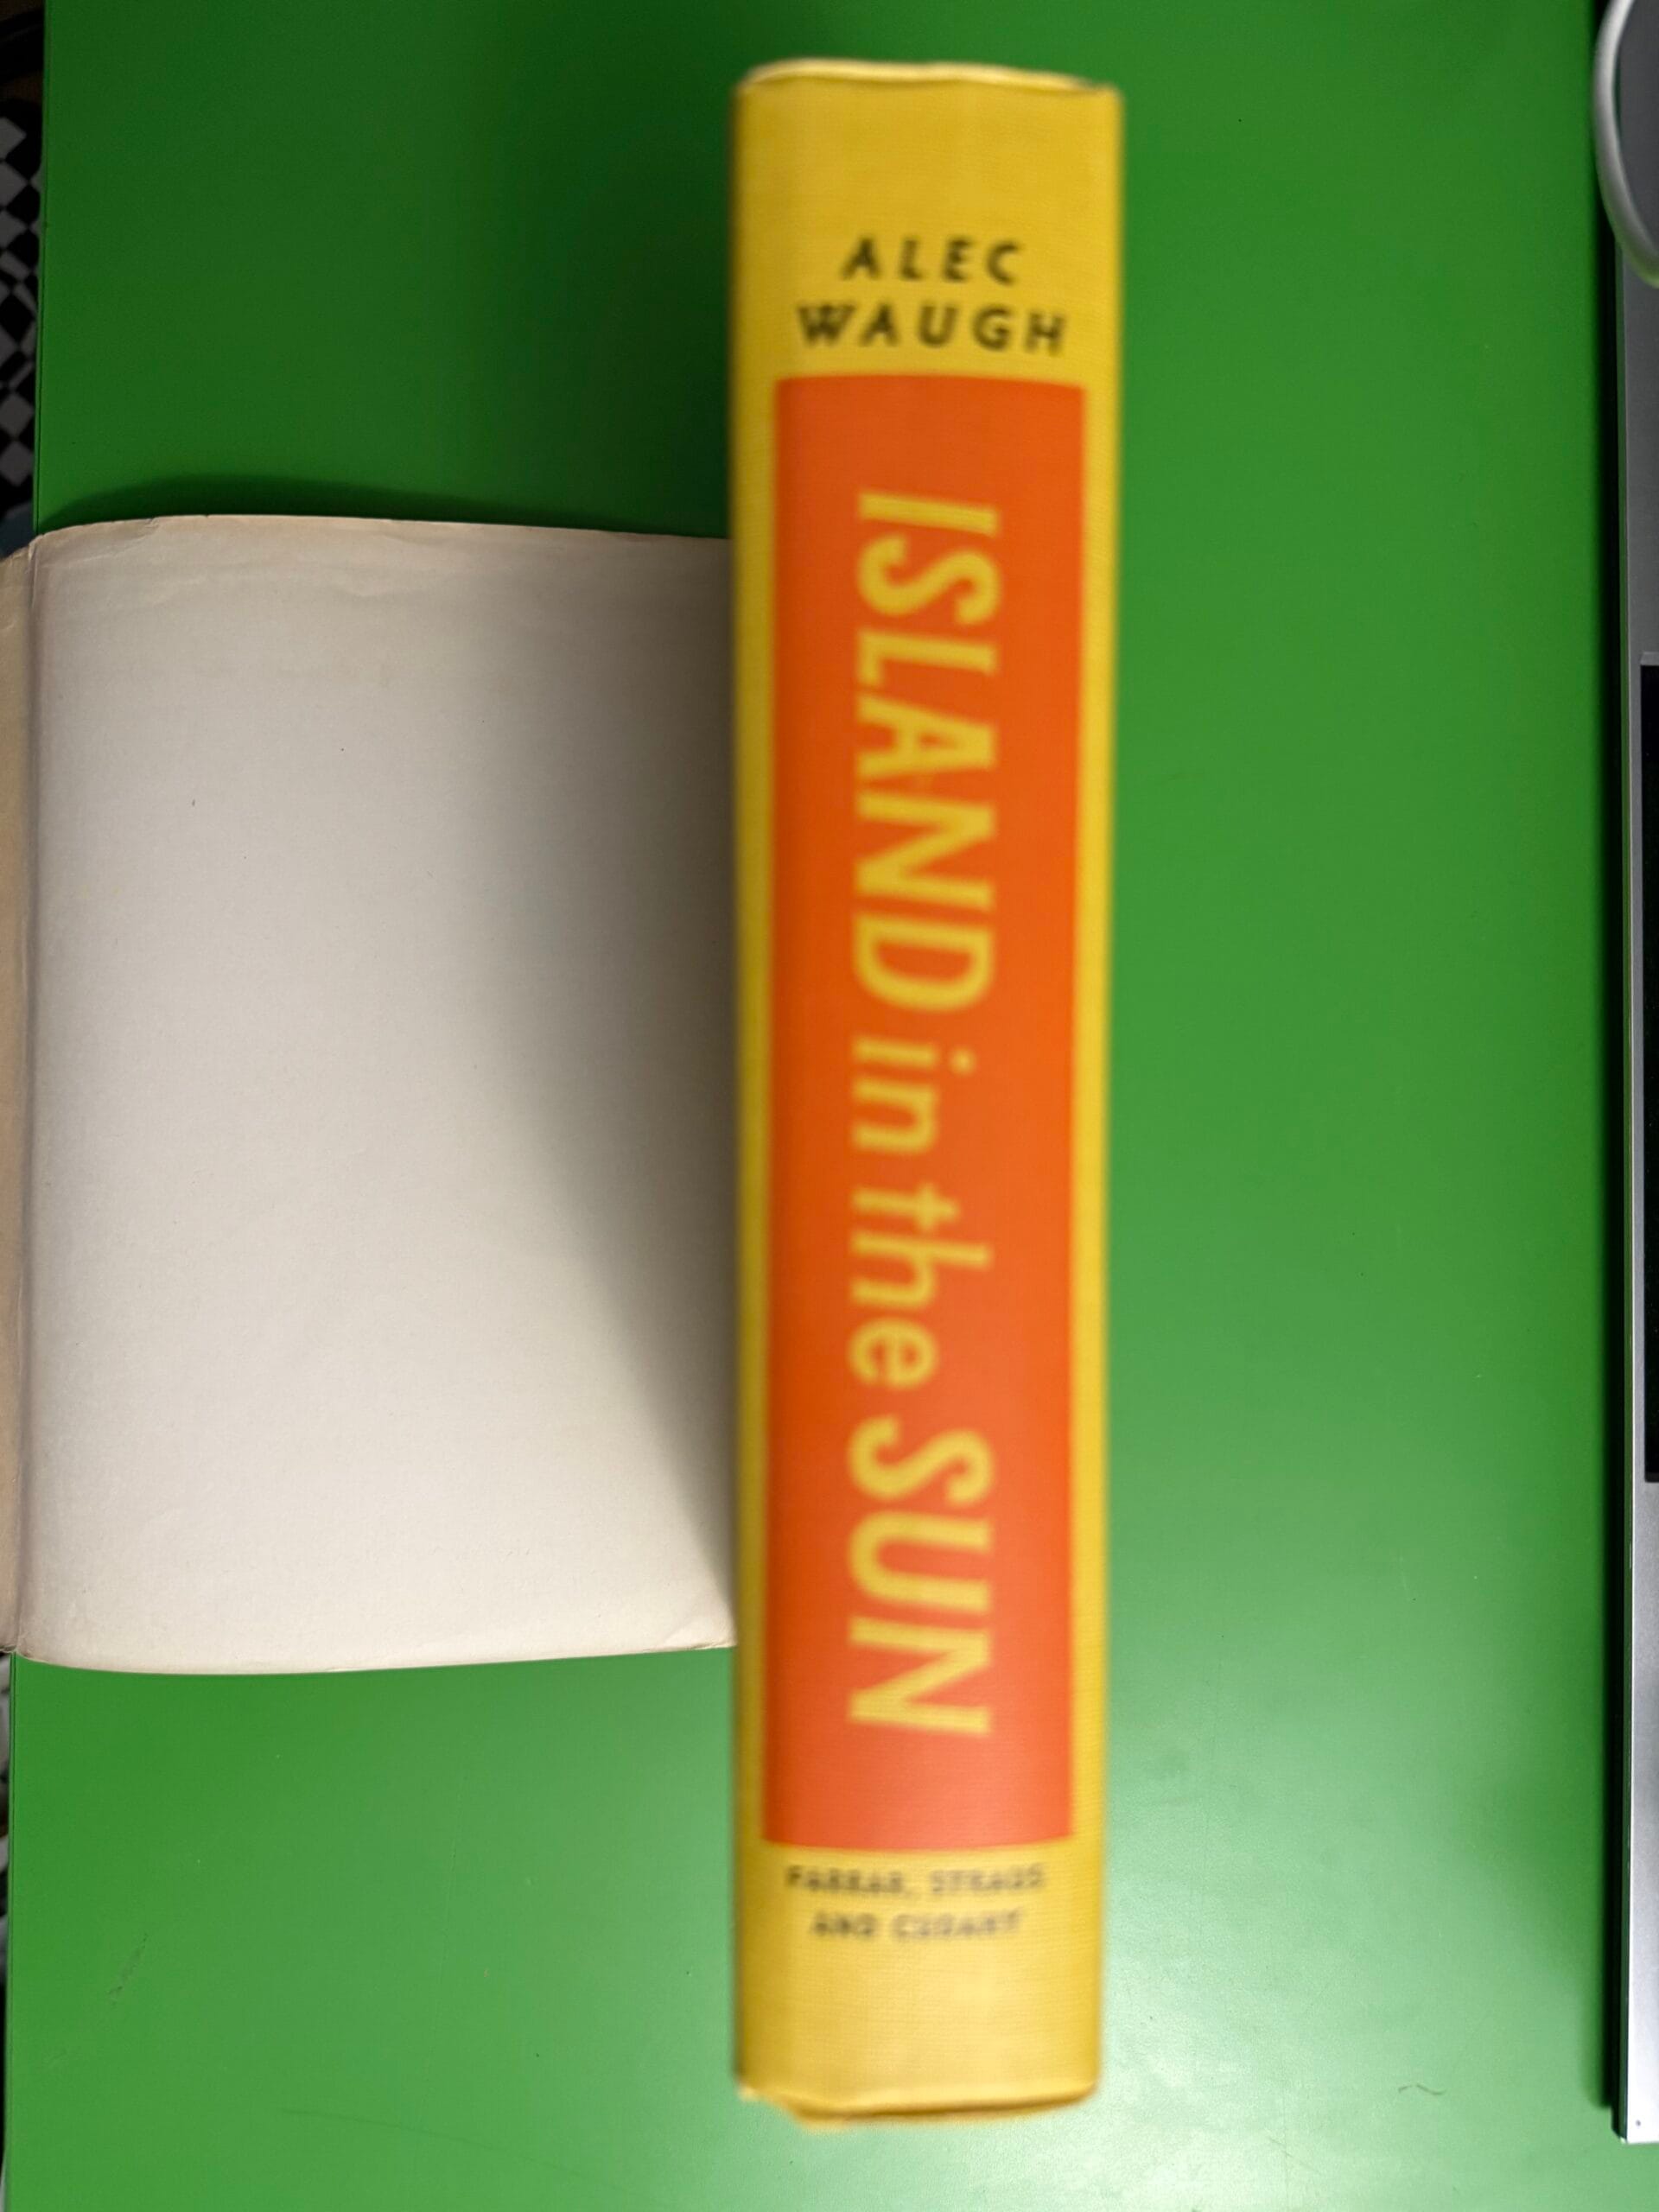 ALEC
WAUGH
ISLAND in the SUN
FARRAR, STRAUS
AND CUDAHY